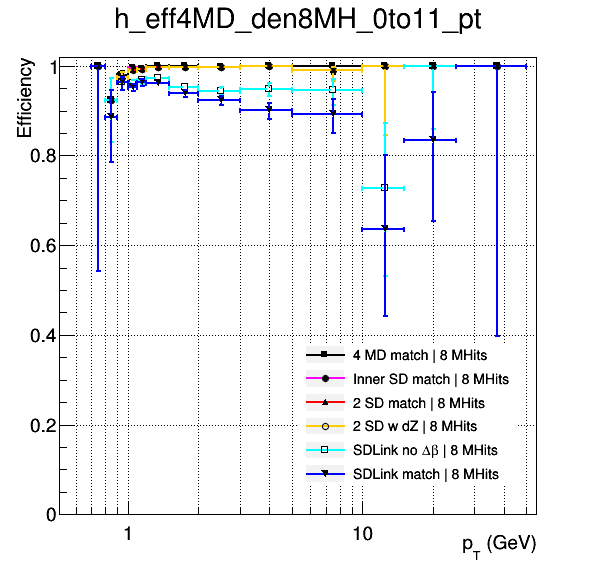 h_eff4MD_den8MH_0to11_pt
Efficiency
1
0.8
0.6
0.4
0.2
0
4 MD match | 8 MHits
Inner SD match | 8 MHits
2 SD match | 8 MHits
2 SD w dZ | 8 MHits
SDLink no Δβ | 8 MHits
SDLink match | 8 MHits
1
10
p_T (GeV)